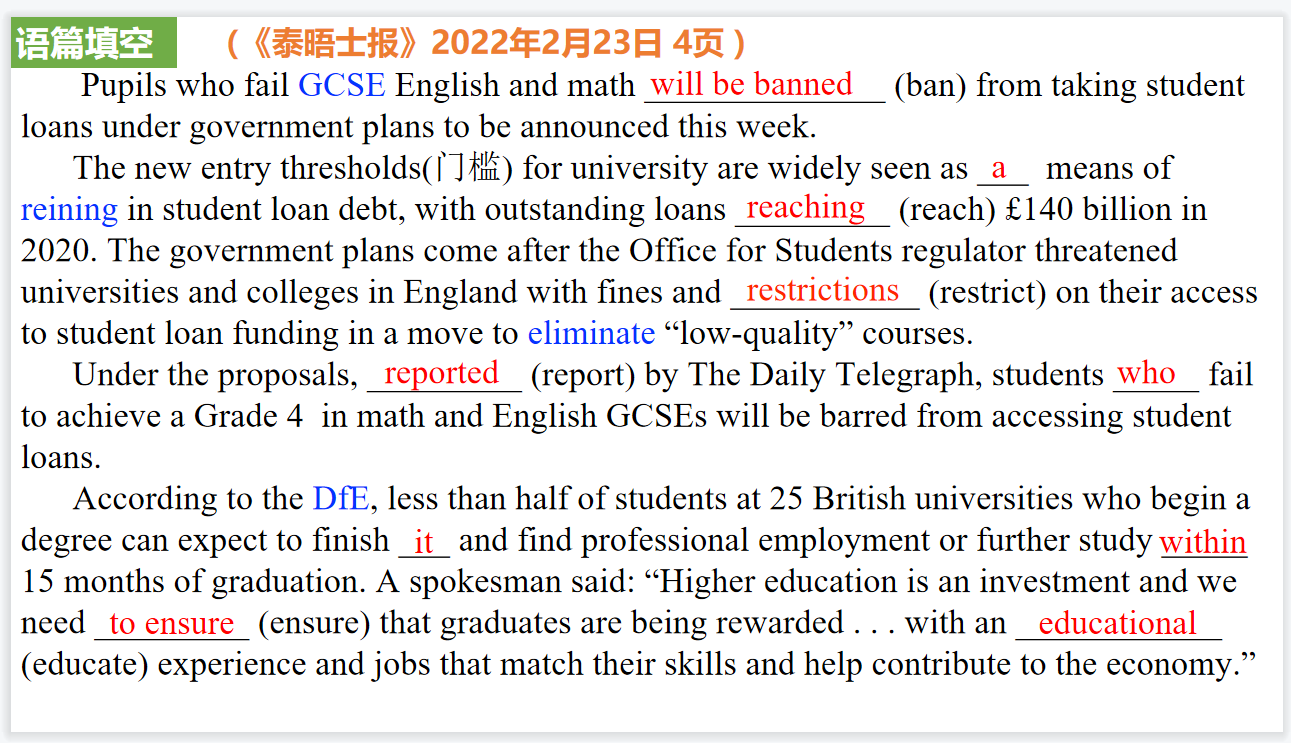 语篇填空 (《泰晤士报》2022年2月23日 4页 )
Pupils who fail GCSE English and math will be banned (ban) from taking student
loans under government plans to be announced this week.
The new entry thresholds(门槛) for university are widely seen as a means of
reining in student loan debt, with outstanding loans reaching (reach) £140 billion in
2020. The government plans come after the Office for Students regulator threatened
universities and colleges in England with fines and restrictions (restrict) on their access
to student loan funding in a move to eliminate “low-quality” courses.
Under the proposals, reported (report) by The Daily Telegraph, students who fail
to achieve a Grade 4 in math and English GCSEs will be barred from accessing student
loans.
According to the DfE, less than half of students at 25 British universities who begin a
degree can expect to finish it and find professional employment or further study within
15 months of graduation. A spokesman said: “Higher education is an investment and we
need to ensure (ensure) that graduates are being rewarded . . . with an educational
(educate) experience and jobs that match their skills and help contribute to the economy.”